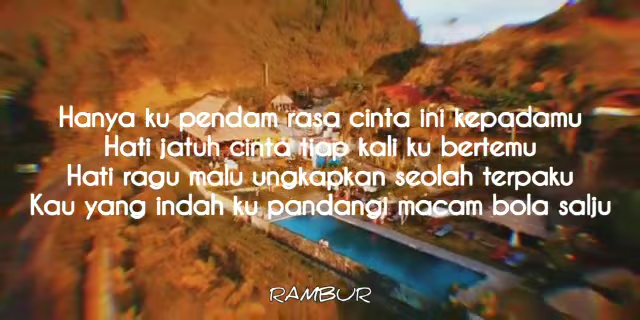 Hanya ku pendam rasa cinta ini kepadamu
Hati jatuh cinta tiap kali ku bertemu
Hati ragu malu ungkapkan seolah terpaku
Kau yang indah ku pandangi macam bola salju
RAMBUR